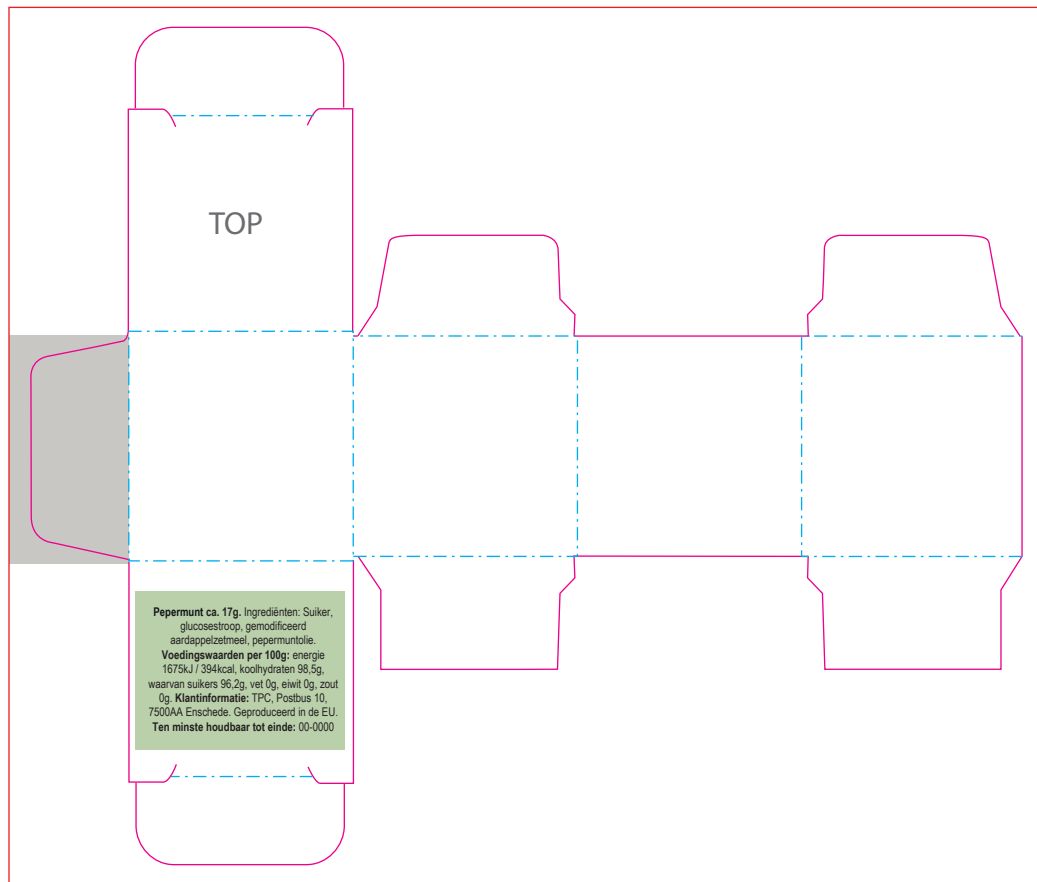 TOP
Pepermunt ca. 17g. Ingrediënten: Suiker,
glucosestroop, gemodificeerd
aardappelzetmeel, pepermuntolie.
Voedingswaarden per 100g: energie
1675kJ / 394kcal, koolhydraten 98,5g,
waarvan suikers 96,2g, vet 0g, eiwit 0g, zout
0g. Klantinformatie: TPC, Postbus 10,
7500AA Enschede. Geproduceerd in de EU.
Ten minste houdbaar tot einde: 00-0000